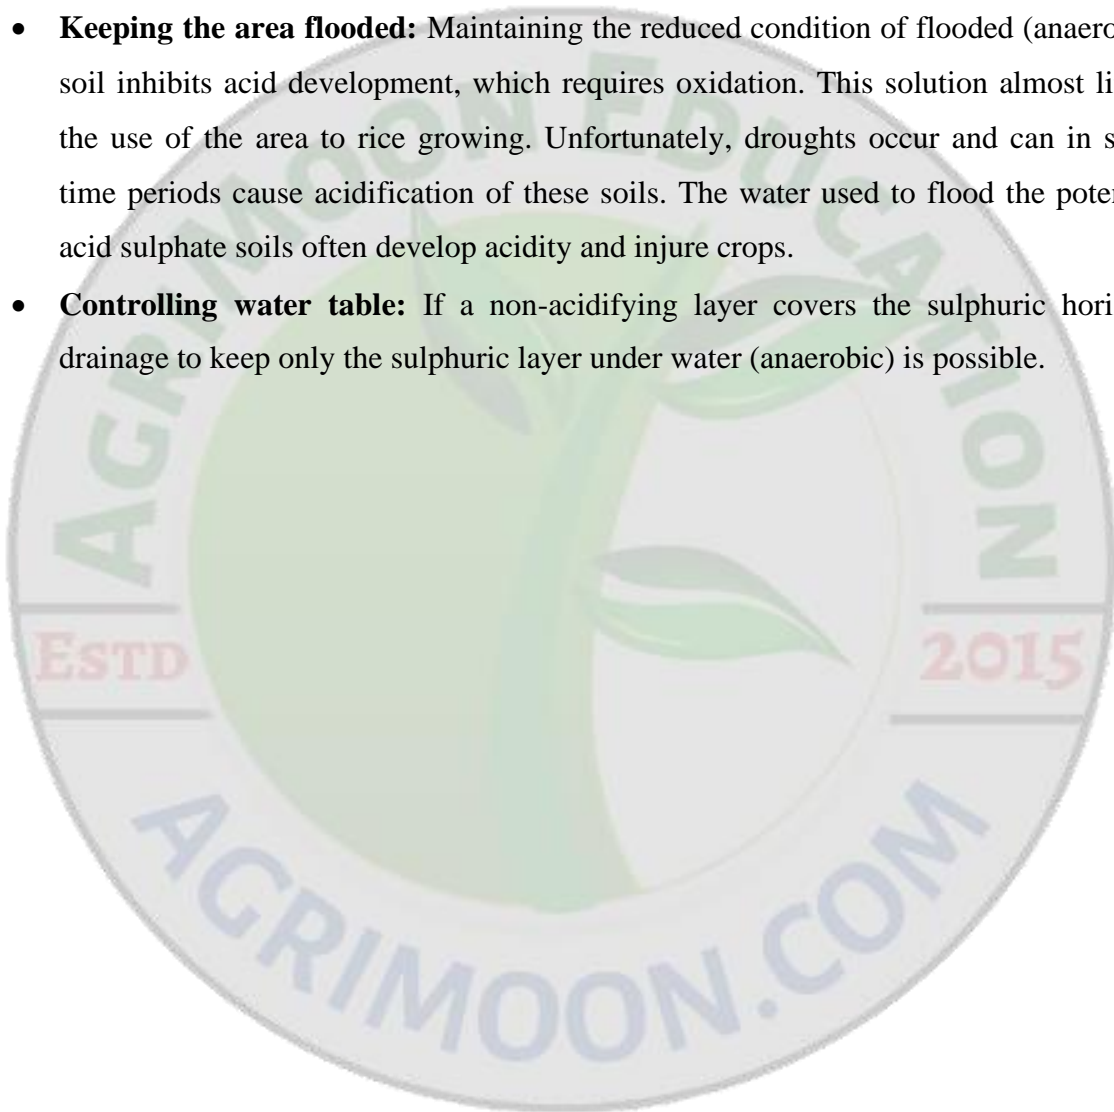 • Keeping the area flooded: Maintaining the reduced condition of flooded (anaero
soil inhibits acid development, which requires oxidation. This solution almost li
the use of the area to rice growing. Unfortunately, droughts occur and can in s
time periods cause acidification of these soils. The water used to flood the poten
acid sulphate soils often develop acidity and injure crops.
• Controlling water table: If a non-acidifying layer covers the sulphuric hori
drainage to keep only the sulphuric layer under water (anaerobic) is possible.
AGRIMOON EDUCATION
ESTD 2015
AGRIMOON.COM